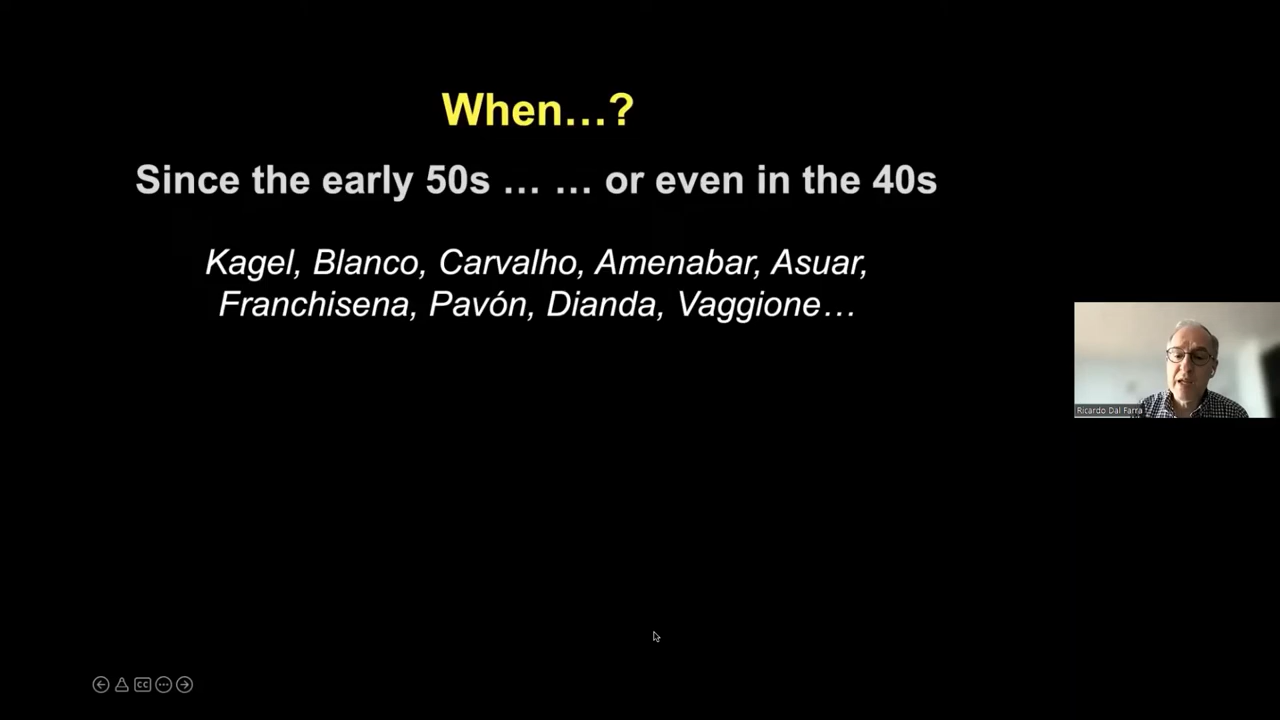 When…?
Since the early 50s … … or even in the 40s
Kagel, Blanco, Carvalho, Amenabar, Asuar,
Franchisena, Pavón, Dianda, Vaggione…
Ricardo Dal Farra
CC